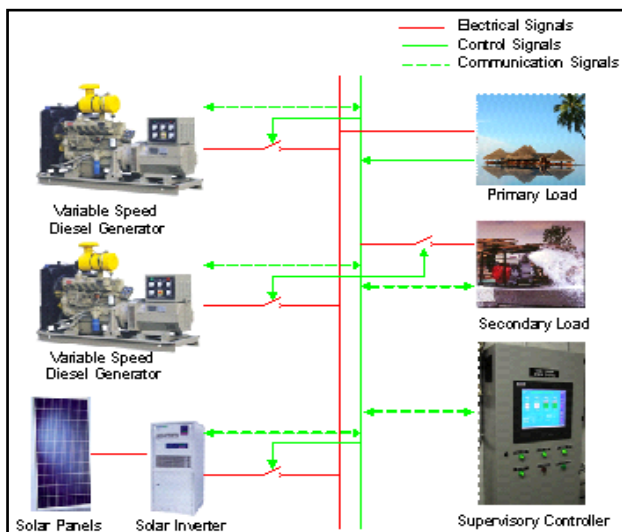 Electrical Signals
Control Signals
Communication Signals
Variable Speed
Diesel Generator
Primary Load
Variable Speed
Diesel Generator
Secondary Load
Solar Panels
Solar Inverter
Supervisory Controller